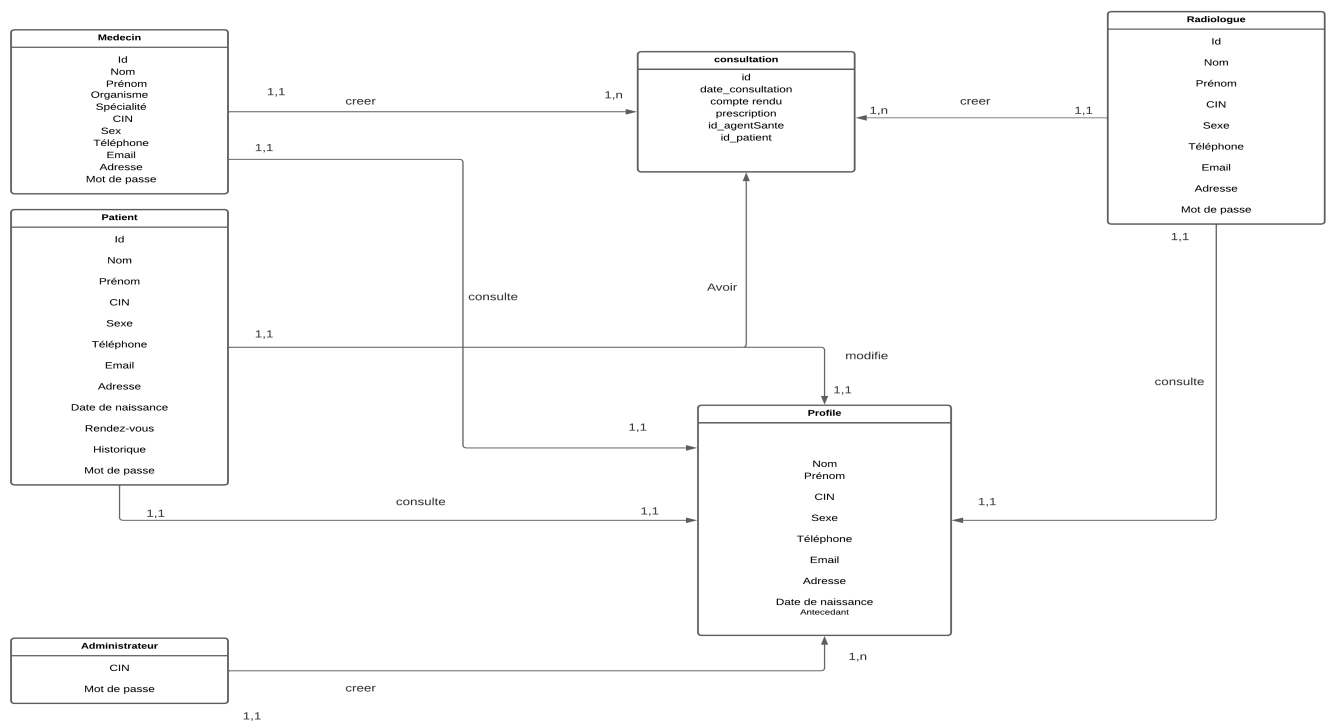 Medecin
Id
Nom
Prénom
Organisme
Spécialité
CIN
Sex
Téléphone
Email
Adresse
Mot de passe
1,1
creer
1,n
consultation
id
date_consultation
compte rendu
prescription
id_agentSante
id_patient
1,n
creer
1,1
Radiologue
Id
Nom
Prénom
CIN
Sexe
Téléphone
Email
Adresse
Mot de passe
1,1
consulte
1,1
1,1
consulte
1,1
Patient
Id
Nom
Prénom
CIN
Sexe
Téléphone
Email
Adresse
Date de naissance
Rendez-vous
Historique
Mot de passe
1,1
Avoir
modifie
1,1
1,1
consulte
1,1
Profile
Nom
Prénom
CIN
Sexe
Téléphone
Email
Adresse
Date de naissance
Antecedant
Administrateur
CIN
Mot de passe
1,1
creer
1,n